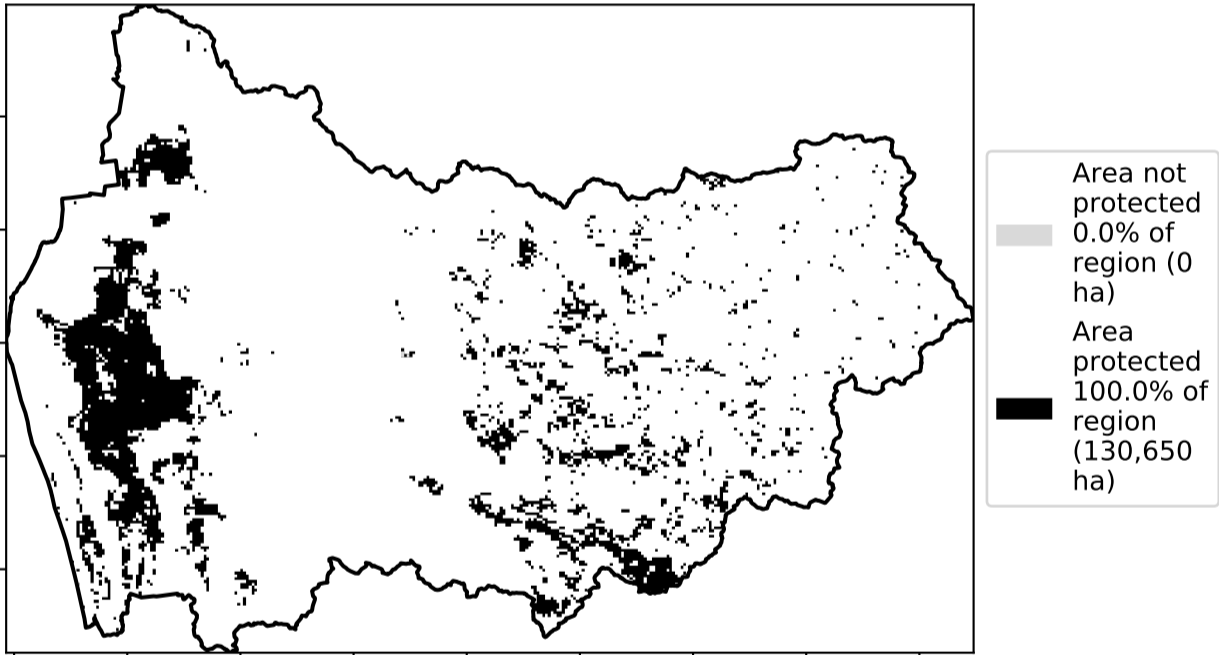 Area not
protected
0.0% of
region (0
ha)
Area
protected
100.0% of
region
(130,650
ha)